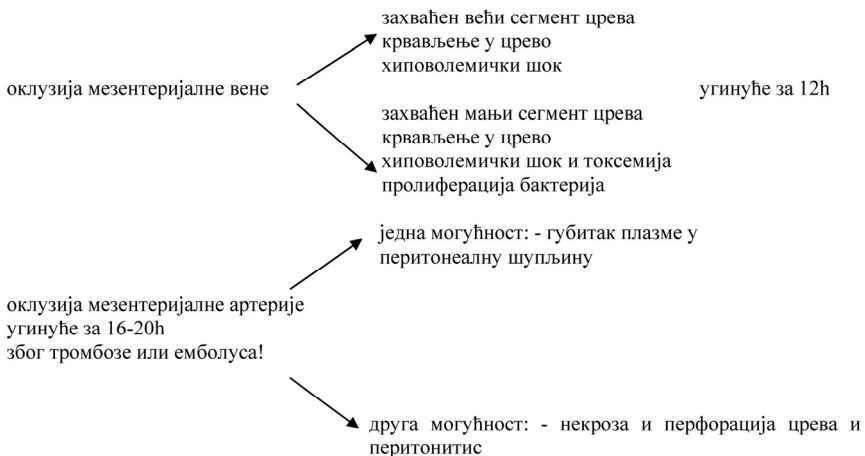 захваћен већи сегмент црева
крвављење у црево
хиповолемички шок
оклузија мезентеријалне вене
угинуће за 12h
захваћен мањи сегмент црева
крвављење у црево
хиповолемички шок и токсемија
пролиферација бактерија
једна могућност: - губитак плазме у
перитонеалну шупљину
оклузија мезентеријалне артерије
угинуће за 16-20h
због тромбозе или емболуса!
друга могућност: - некроза и перфорација црева и
перитонитис